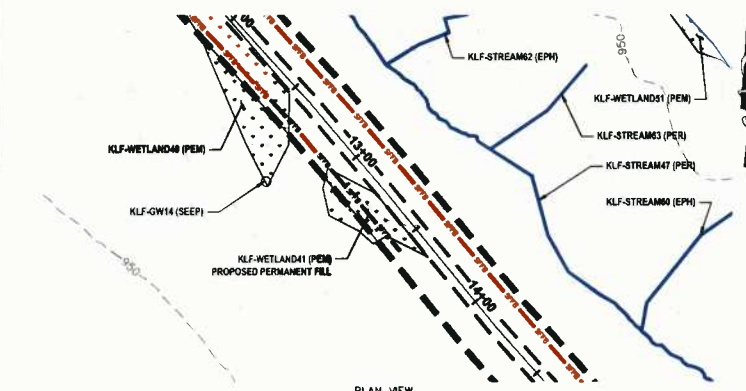 00
KLF-STREAM62 (EPH)
950
KLF-WETLAND51 (PEM)
KLF-WETLAND40 (PEM)
13+00
KLF-STREAM63 (PER)
KLF-STREAM47 (PER)
KLF-GW14 (SEEP)
KLF-STREAM60 (EPH)
KLF-WETLAND41 (PEM)
PROPOSED PERMANENT FILL
950
14+00
PLAN VIEW